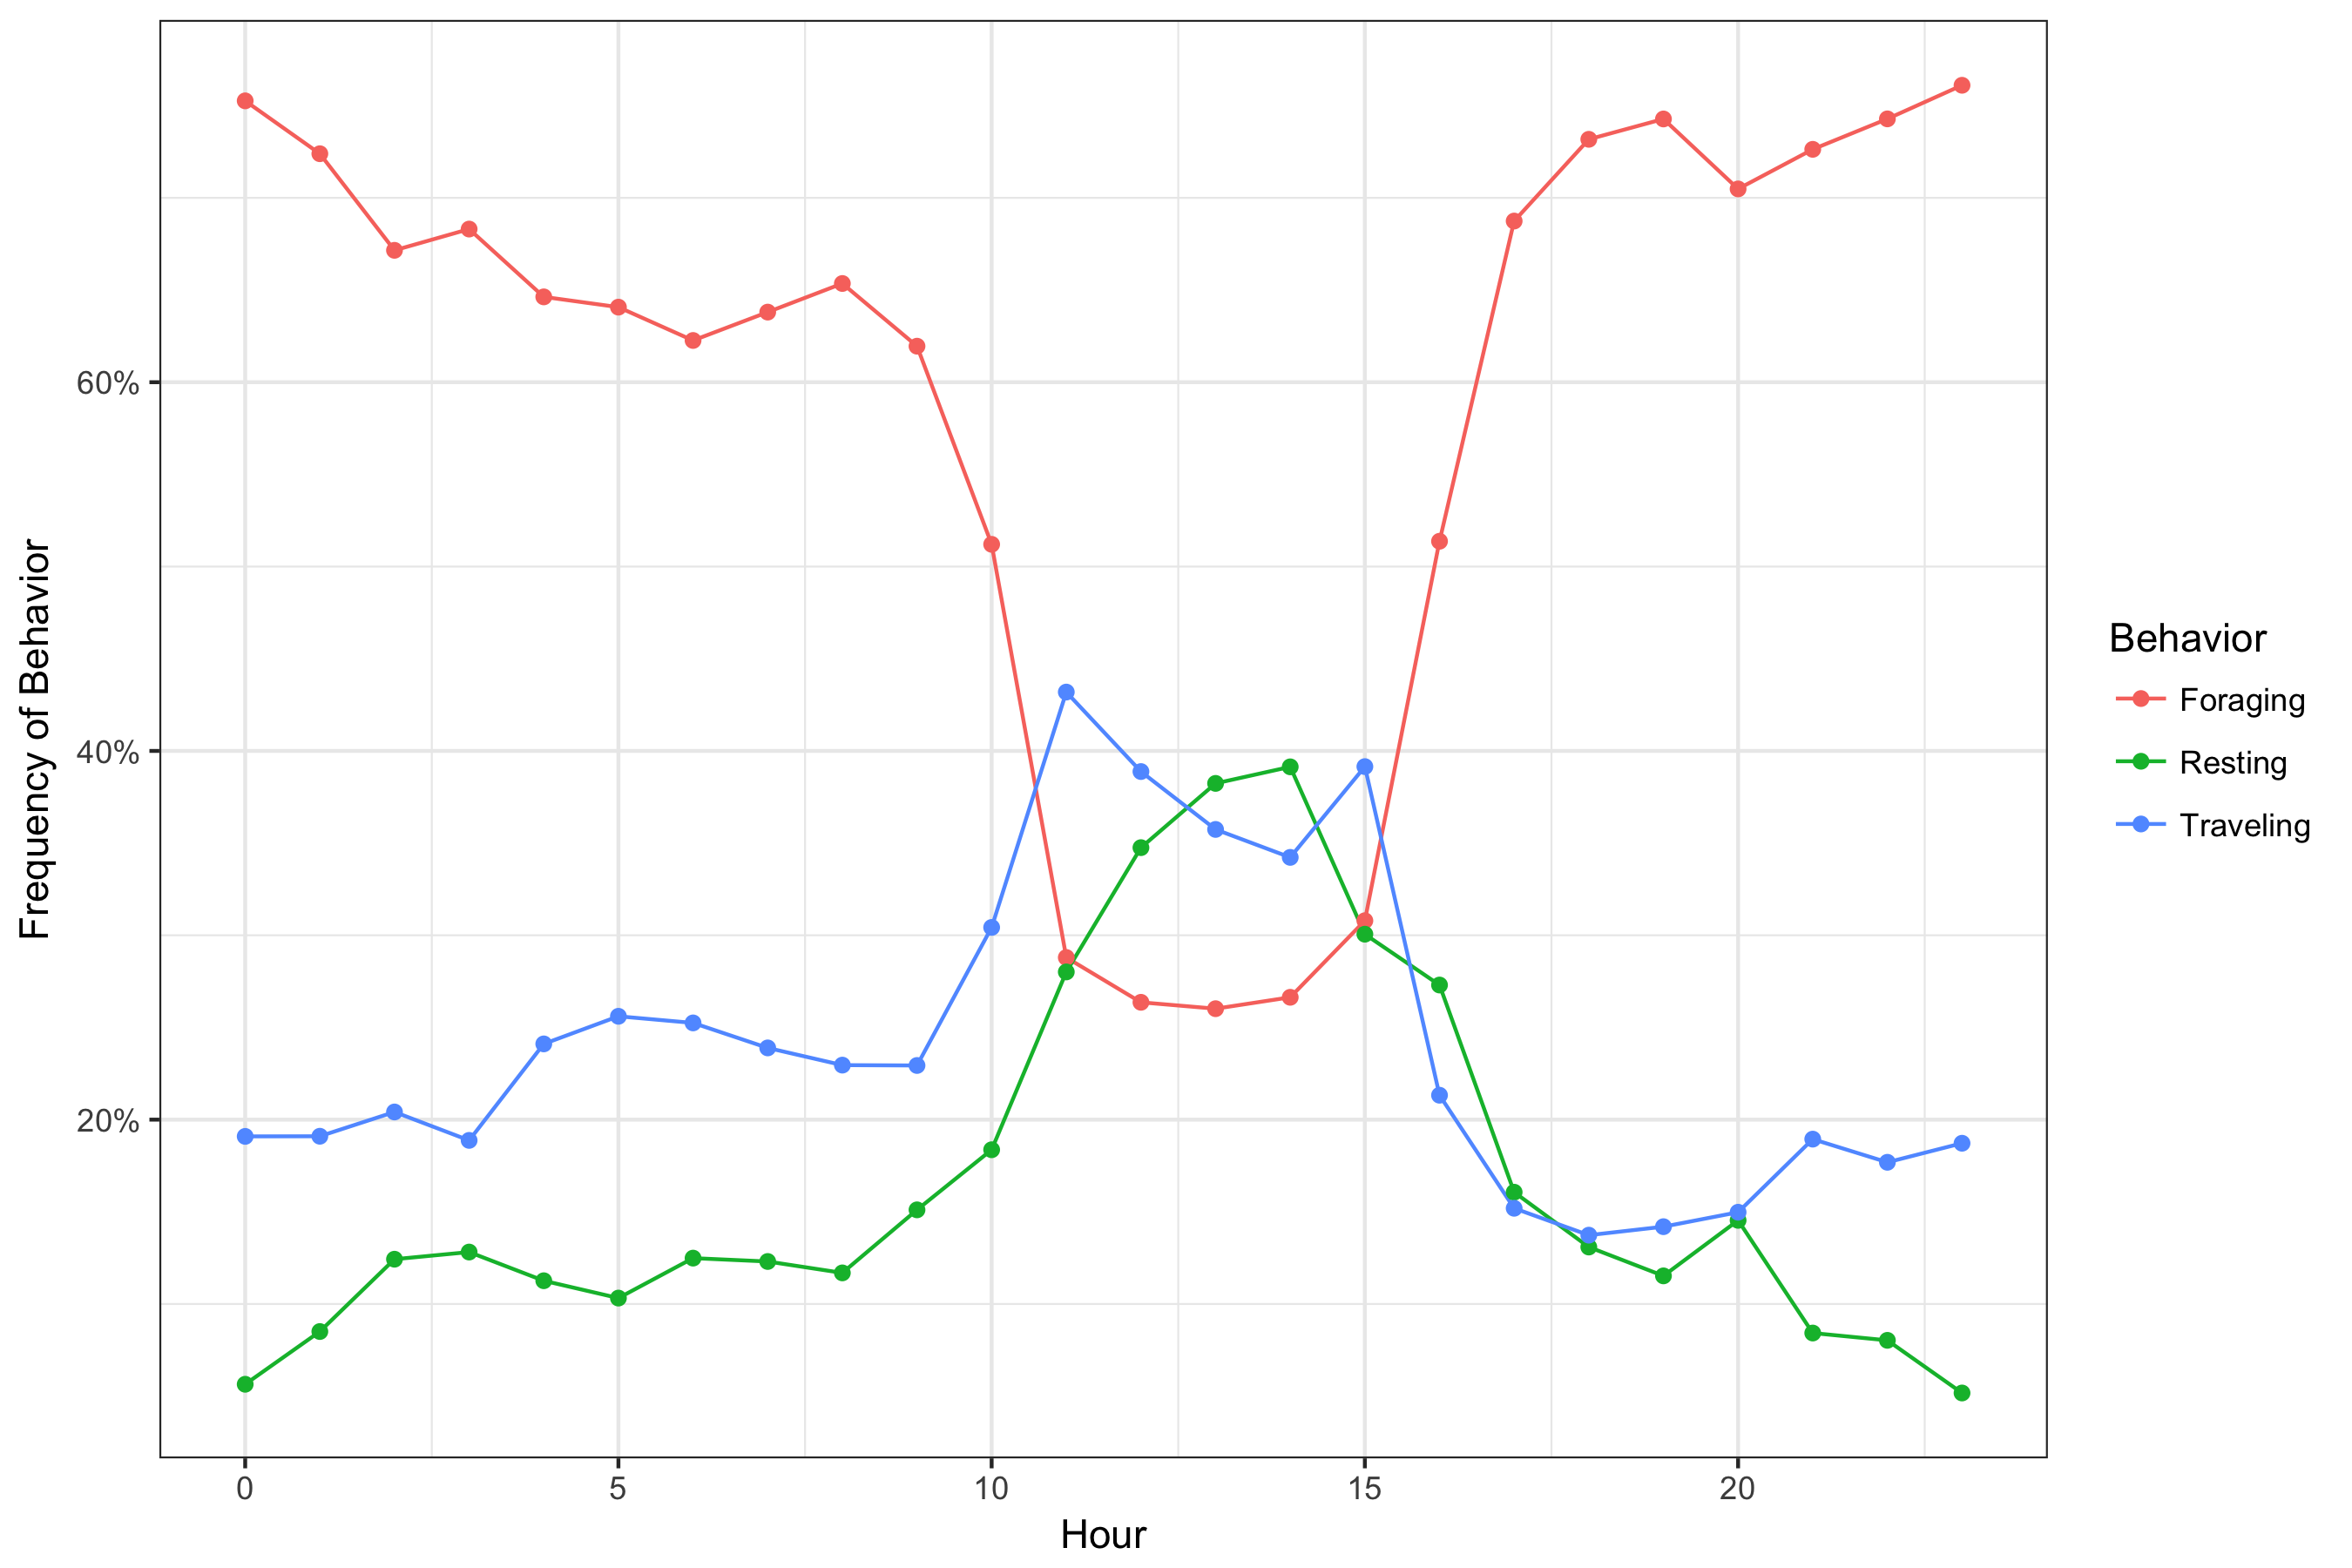 60%
40%
20%
Frequency of Behavior
0 5 10 15 20
Hour
Behavior
Foraging
Resting
Traveling